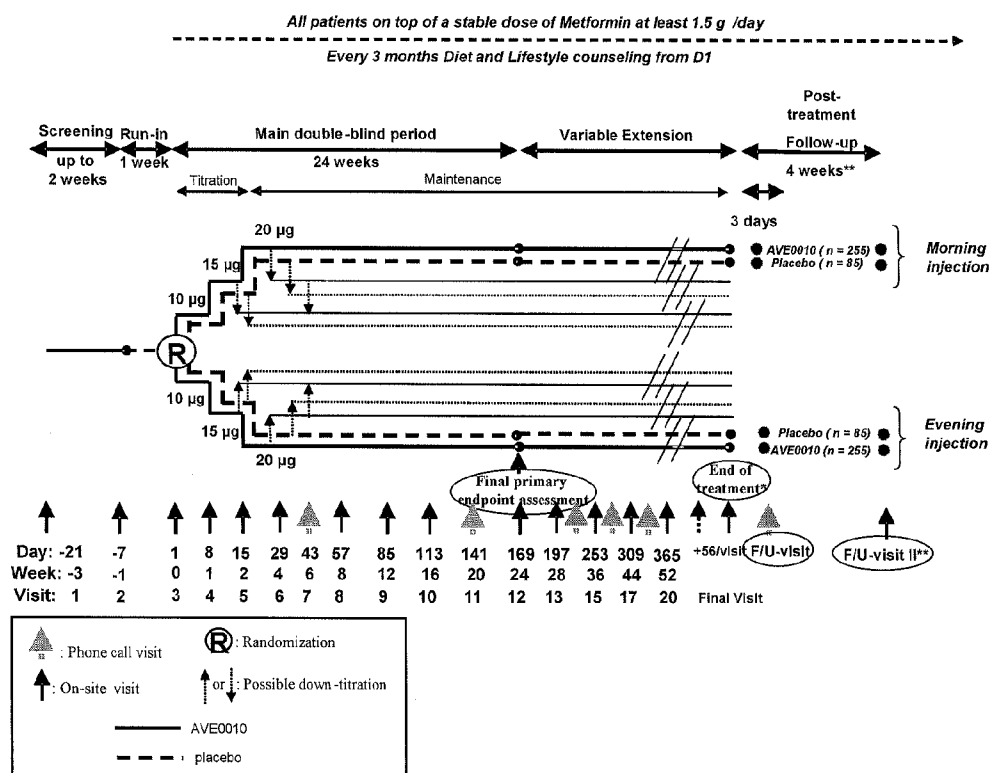 All patients on top of a stable dose of Metformin at least 1.5 g /day
Every 3 months Diet and Lifestyle counseling from D1
Screening
up to
2 weeks
Run-in
1 week
Main double-blind period
24 weeks
Variable Extension
Post-
treatment
Follow-up
4 weeks**
Titration
Maintenance
3 days
20 µg
15 µg
10 µg
AVE0010 ( n = 255)
Placebo ( n = 85)
Morning
injection
R
10 µg
15 µg
20 µg
Placebo ( n = 85)
AVE0010 ( n = 255)
Evening
injection
Final primary
endpoint assessment
End of
treatment*
Day: -21 -7 1 8 15 29 43 57 85 113 141 169 197 253 309 365 +56/visit F/U-visit F/U-visit II**
Week: -3 -1 0 1 2 4 6 8 12 16 20 24 28 36 44 52
Visit: 1 2 3 4 5 6 7 8 9 10 11 12 13 15 17 20 Final Visit
: Phone call visit
R : Randomization
: On-site visit
or : Possible down-titration
AVE0010
placebo